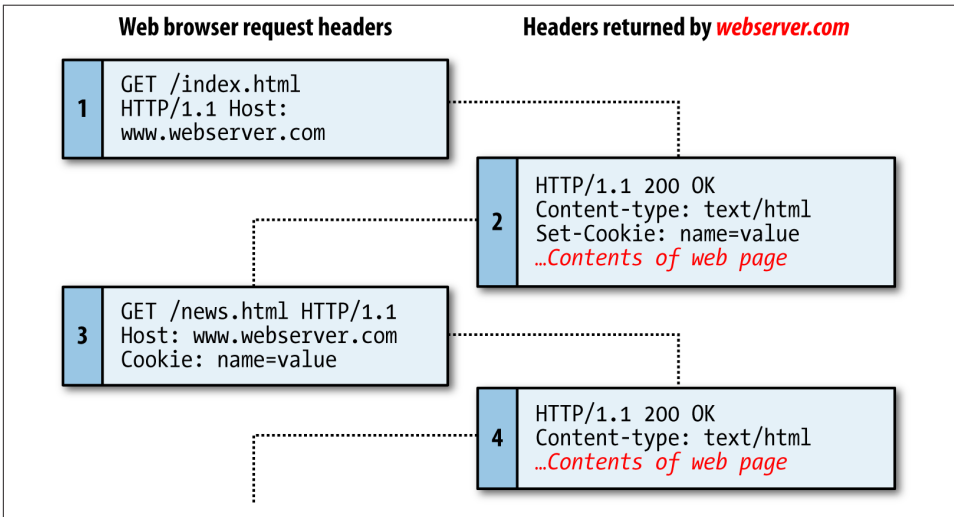 Web browser request headers
Headers returned by webserver.com
1
GET /index.html
HTTP/1.1 Host:
www.webserver.com
2
HTTP/1.1 200 OK
Content-type: text/html
Set-Cookie: name=value
…Contents of web page
3
GET /news.html HTTP/1.1
Host: www.webserver.com
Cookie: name=value
4
HTTP/1.1 200 OK
Content-type: text/html
…Contents of web page